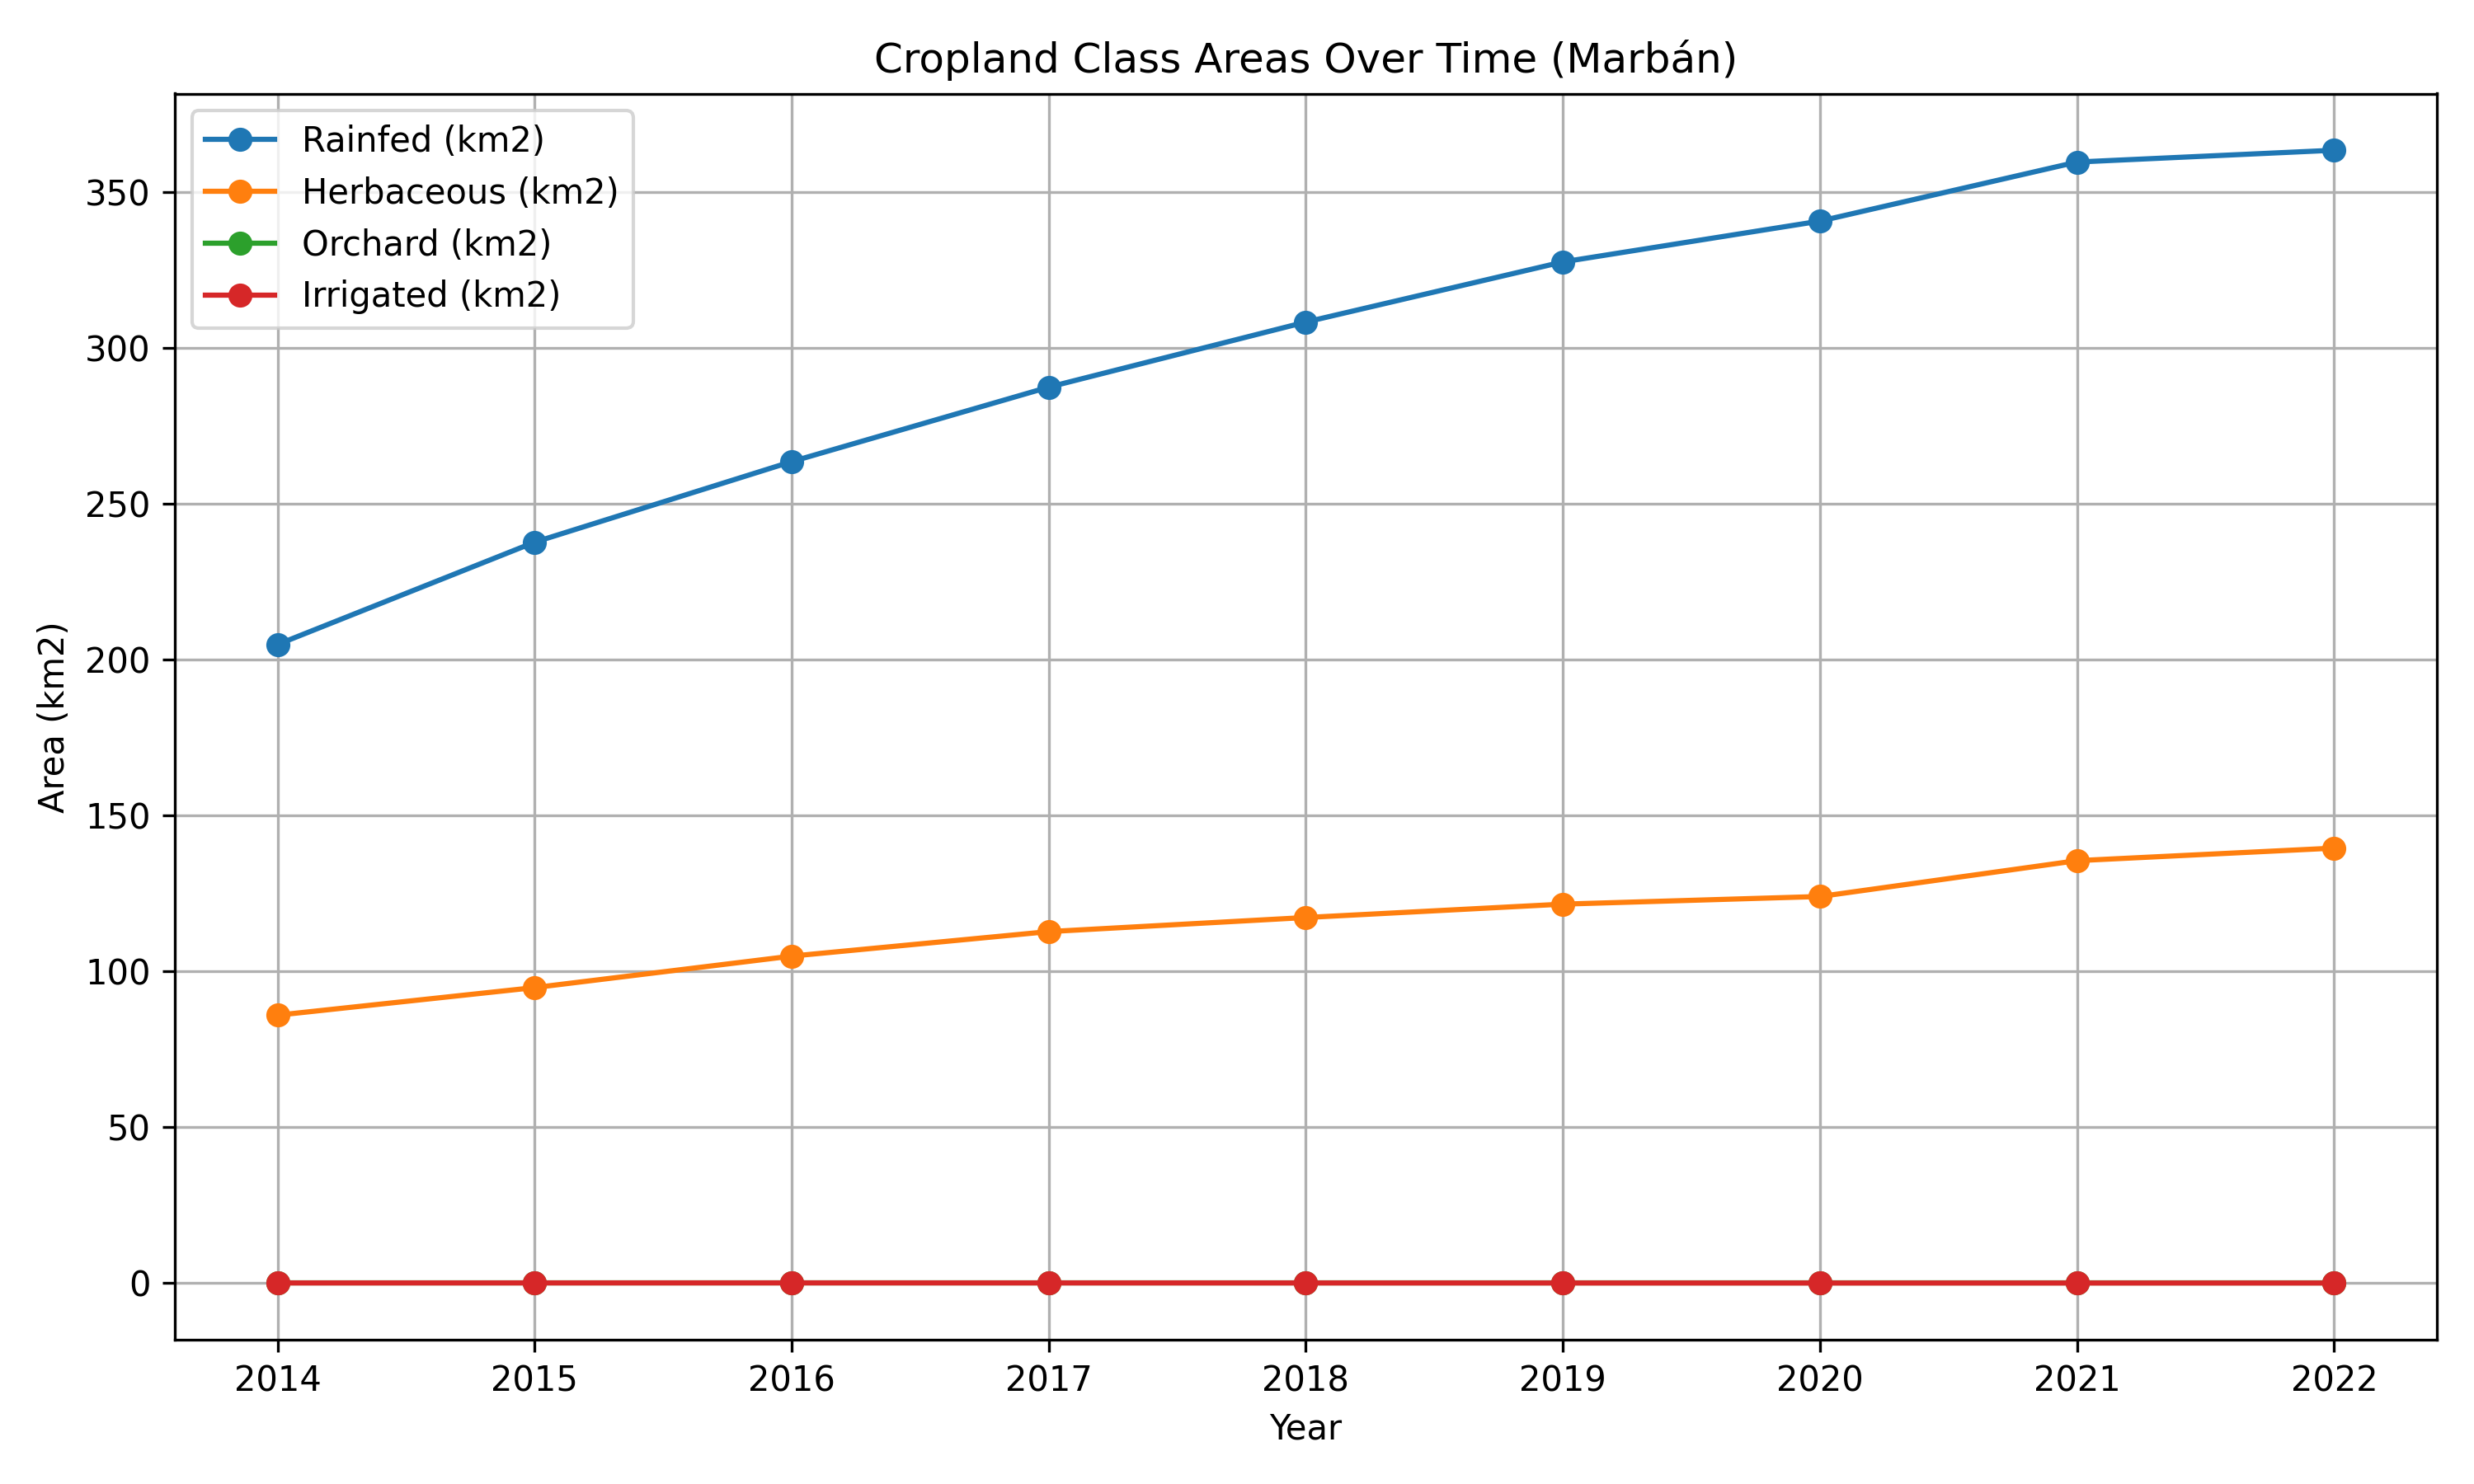 Cropland Class Areas Over Time (Marbán)
Rainfed (km2)
Herbaceous (km2)
Orchard (km2)
Irrigated (km2)
Area (km2)
350
300
250
200
150
100
50
0
2014 2015 2016 2017 2018 2019 2020 2021 2022
Year